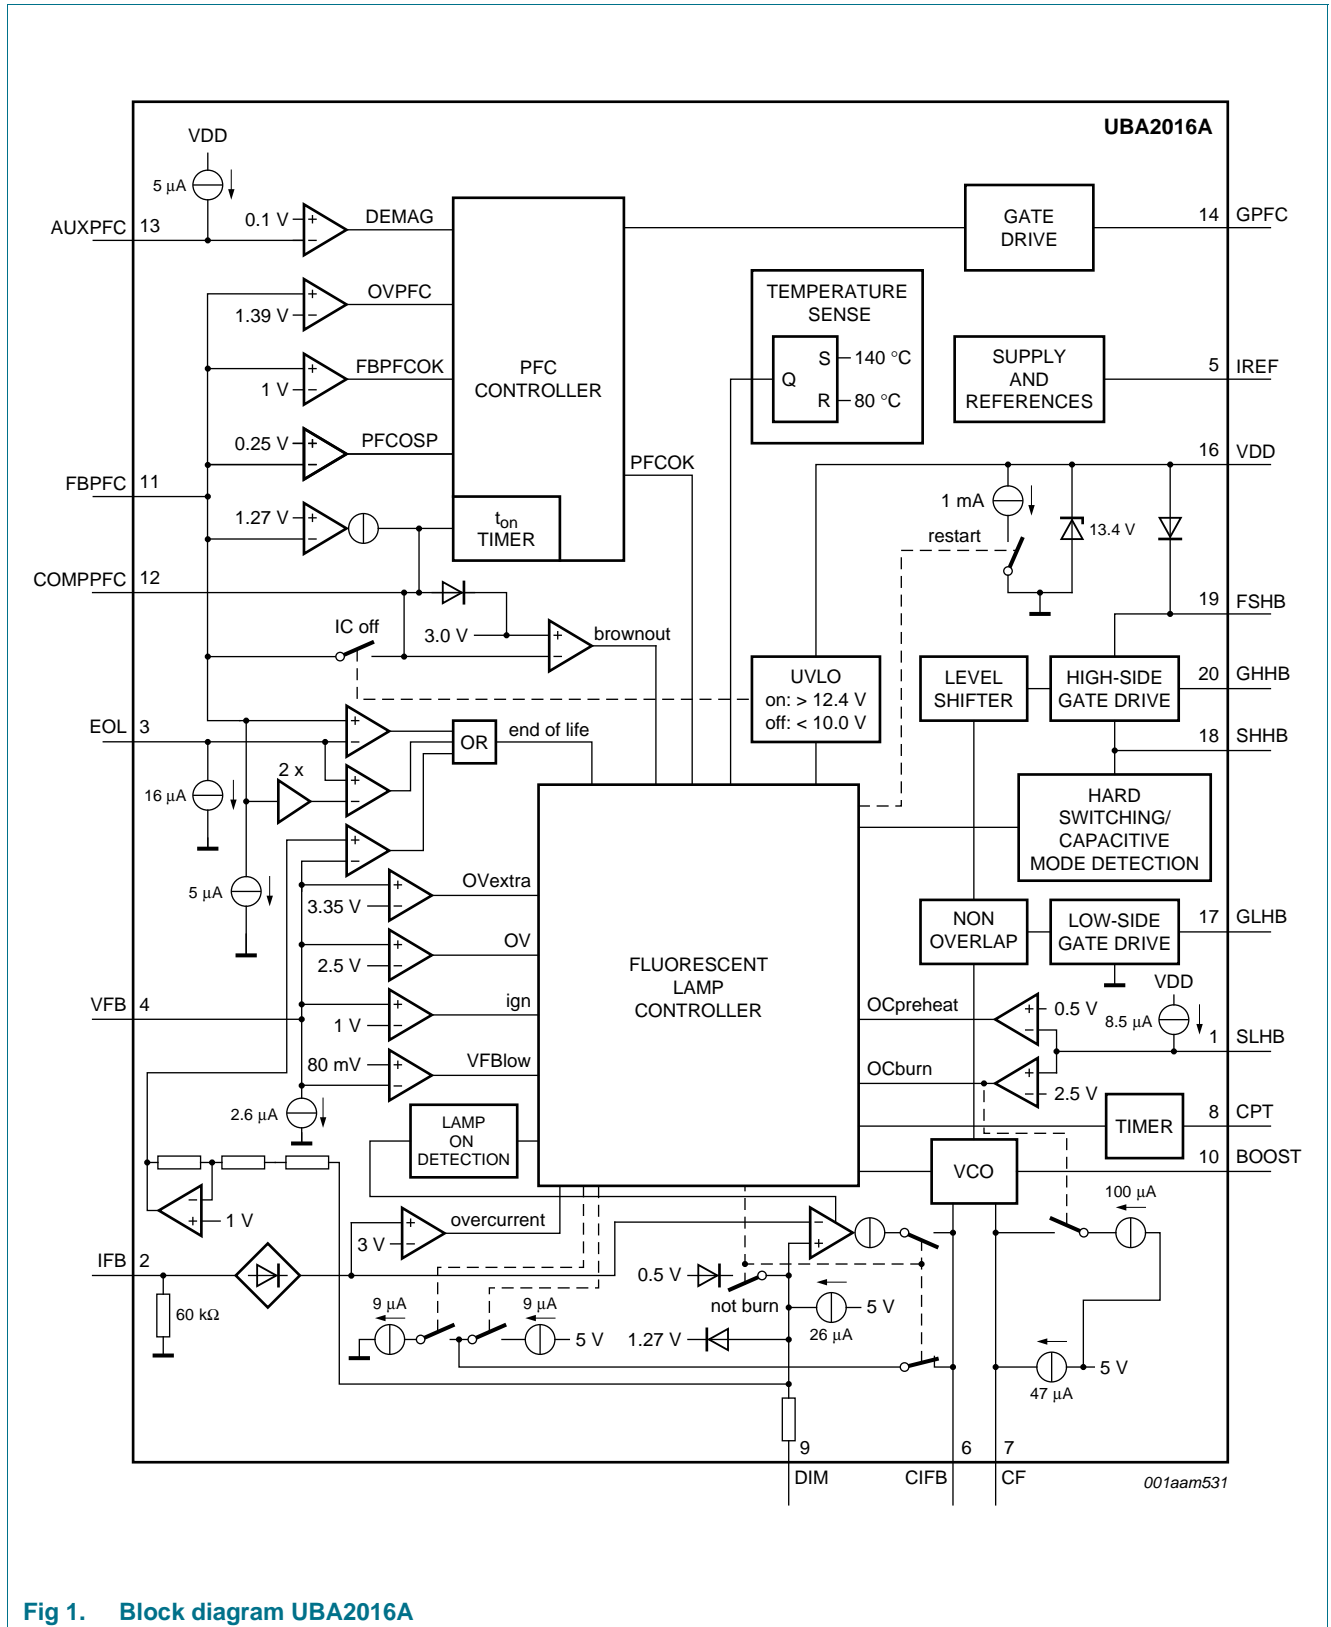 UBA2016A
VDD
5 µA
AUXPFC 13
0.1 V
+
−
DEMAG
GATE
DRIVE
14 GPFC
+
−
1.39 V
OVPFC
TEMPERATURE
SENSE
S
140 °C
Q
R
80 °C
PFC
CONTROLLER
+
−
1 V
FBPFCOK
SUPPLY
AND
REFERENCES
5 IREF
0.25 V
+
−
PFCOSP
PFCOK
16 VDD
FBPFC 11
1.27 V
+
−
ton
TIMER
1 mA
restart
13.4 V
COMPPFC 12
19 FSHB
IC off
3.0 V
+
−
brownout
UVLO
on: > 12.4 V
off: < 10.0 V
LEVEL
SHIFTER
HIGH-SIDE
GATE DRIVE
20 GHHB
EOL 3
+
−
OR
end of life
18 SHHB
2 x
+
−
16 µA
HARD
SWITCHING/
CAPACITIVE
MODE DETECTION
+
−
5 µA
+
−
3.35 V
OVextra
NON
OVERLAP
LOW-SIDE
GATE DRIVE
17 GLHB
+
−
2.5 V
OV
FLUORESCENT
LAMP
CONTROLLER
VDD
8.5 µA
VFB 4
+
−
1 V
ign
OCpreheat
+
−
0.5 V
1 SLHB
80 mV
+
−
VFBlow
OCburn
+
−
2.5 V
2.6 µA
LAMP
ON
DETECTION
TIMER
8 CPT
VCO
10 BOOST
−
+
1 V
100 µA
+
−
3 V
overcurrent
−
+
IFB 2
60 kΩ
0.5 V
not burn
9 µA
9 µA
5 V
26 µA
5 V
1.27 V
47 µA
5 V
9
6
7
DIM
CIFB
CF
001aam531
Fig 1. Block diagram UBA2016A